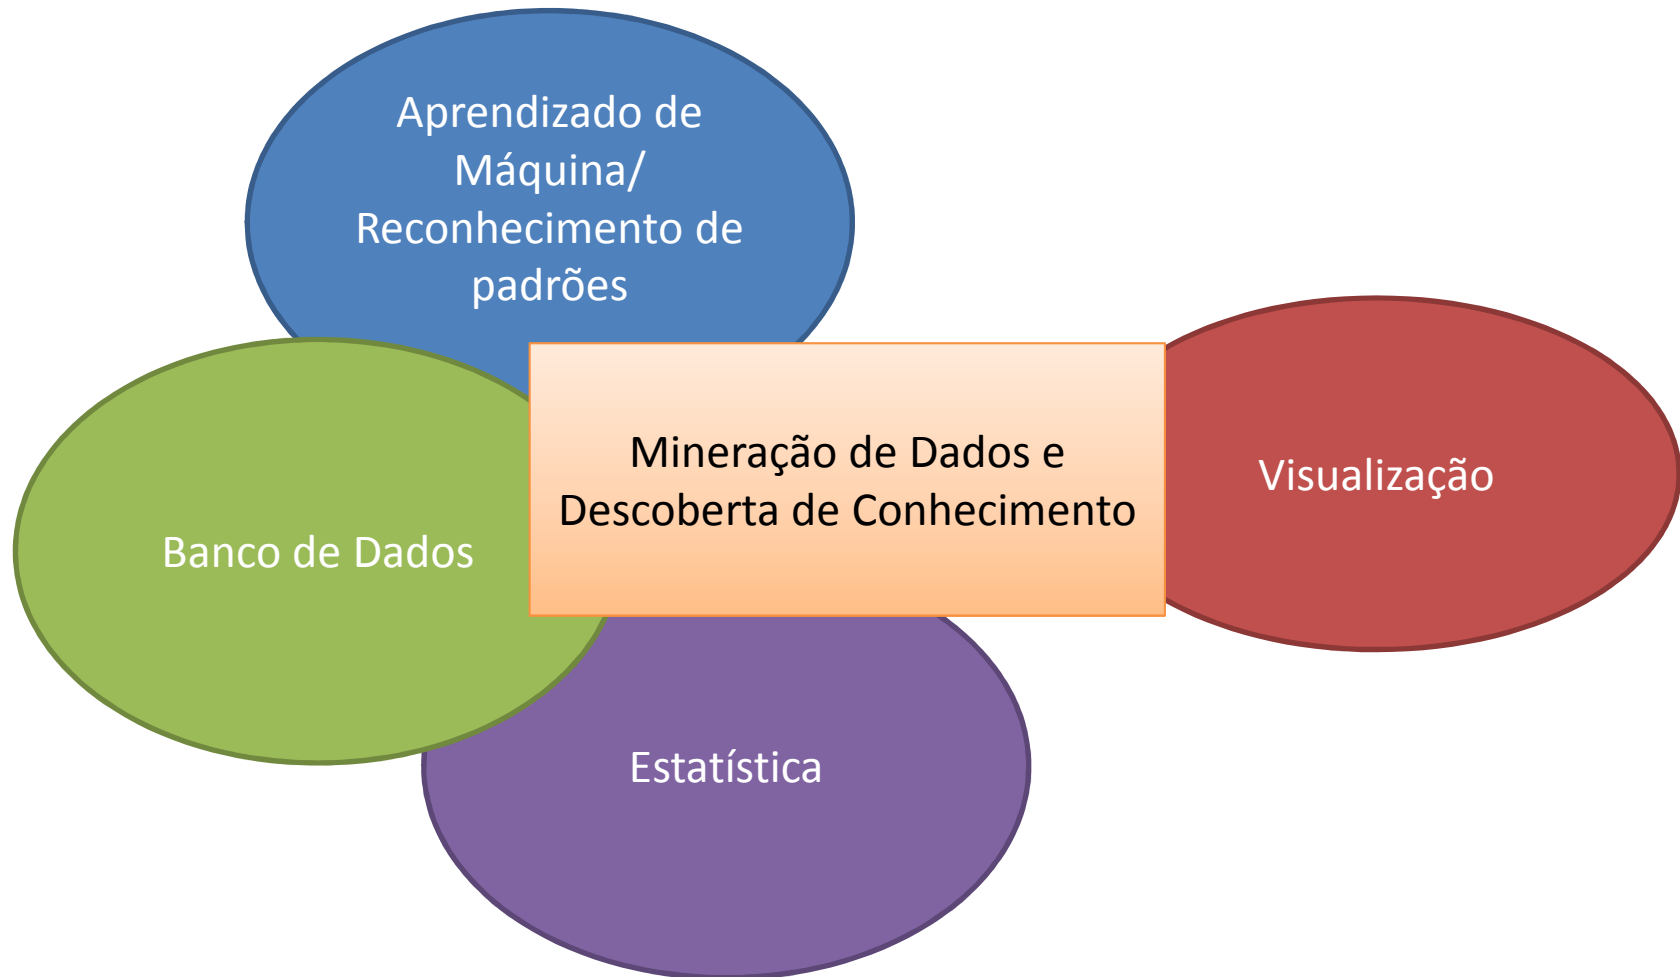 Aprendizado de
Máquina/
Reconhecimento de
padrões
Mineração de Dados e
Descoberta de Conhecimento
Visualização
Banco de Dados
Estatística